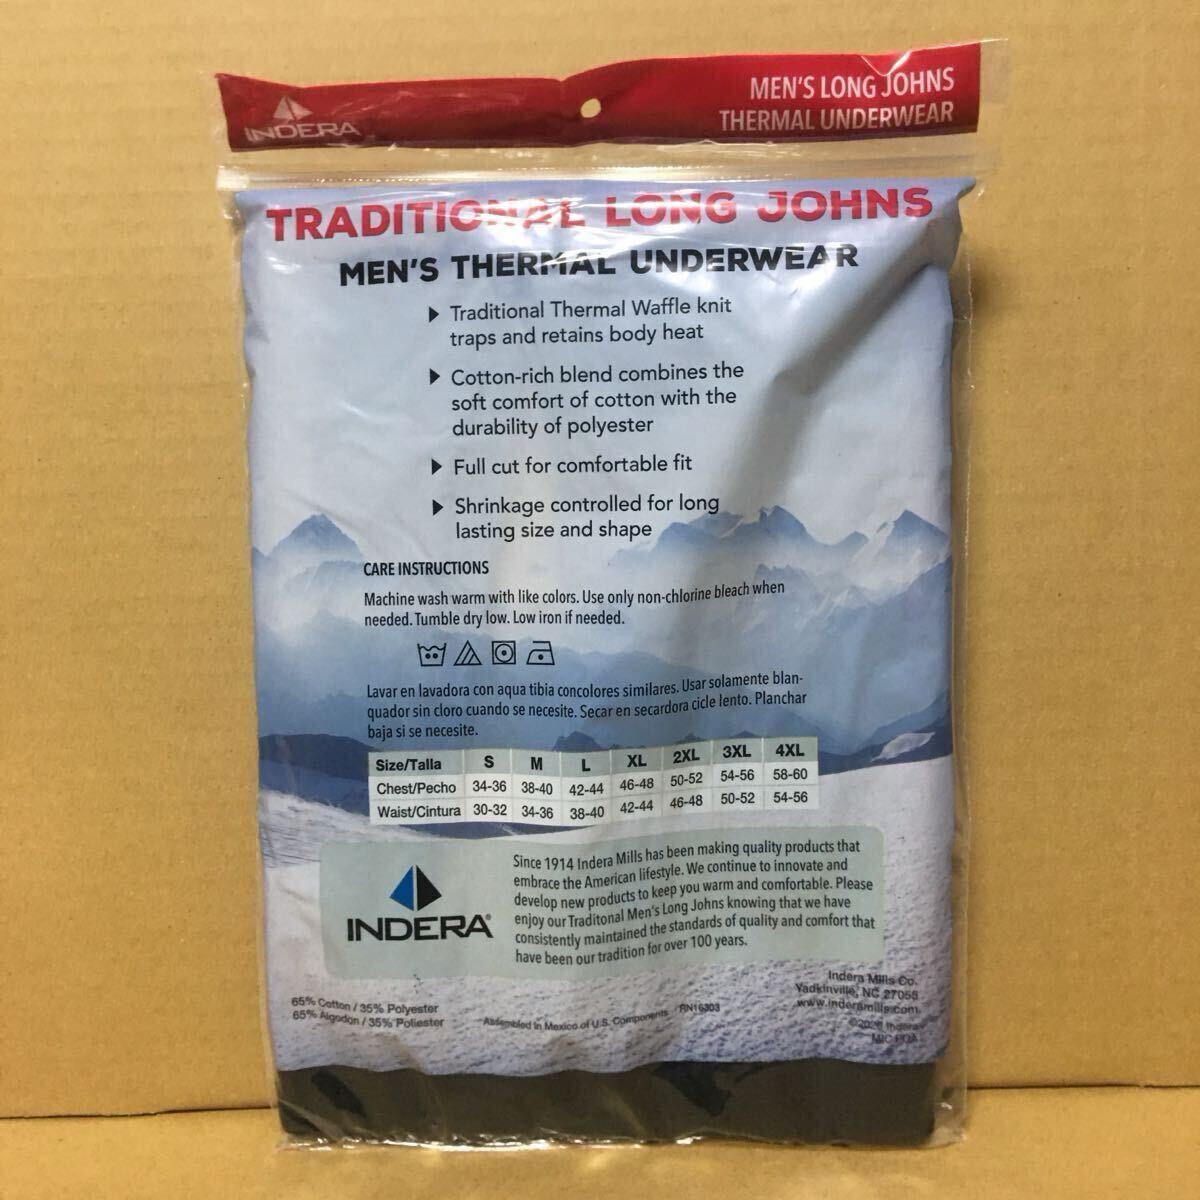 INDERA
MEN'S LONG JOHNS
THERMAL UNDERWEAR
TRADITIONAL LONG JOHNS
MEN'S THERMAL UNDERWEAR
Traditional Thermal Waffle knit
traps and retains body heat
Cotton-rich blend combines the
soft comfort of cotton with the
durability of polyester
Full cut for comfortable fit
Shrinkage controlled for long
lasting size and shape
CARE INSTRUCTIONS
Machine wash warm with like colors. Use only non-chlorine bleach when
needed. Tumble dry low. Low iron if needed.
Lavar en lavadora con aqua tibia concolores similares. Usar solamente blan-
quador sin cloro cuando se necesite. Secar en secardora cicle lento. Planchar
baja si se necesite.
Size/Talla S M L XL 2XL 3XL 4XL
Chest/Pecho 34-36 38-40 42-44 46-48 50-52 54-56 58-60
Waist/Cintura 30-32 34-36 38-40 42-44 46-48 50-52 54-56
INDERA®
Since 1914 Indera Mills has been making quality products that
embrace the American lifestyle. We continue to innovate and
develop new products to keep you warm and comfortable. Please
enjoy our Traditonal Men's Long Johns knowing that we have
consistently maintained the standards of quality and comfort that
have been our tradition for over 100 years.
65% Cotton / 35% Polyester
65% Algodon / 35% Poliester
Assembled in Mexico of U.S. Components RN16303
Indera Mills Co.
Yadkinville, NC 27055
www.inderamills.com
Indera